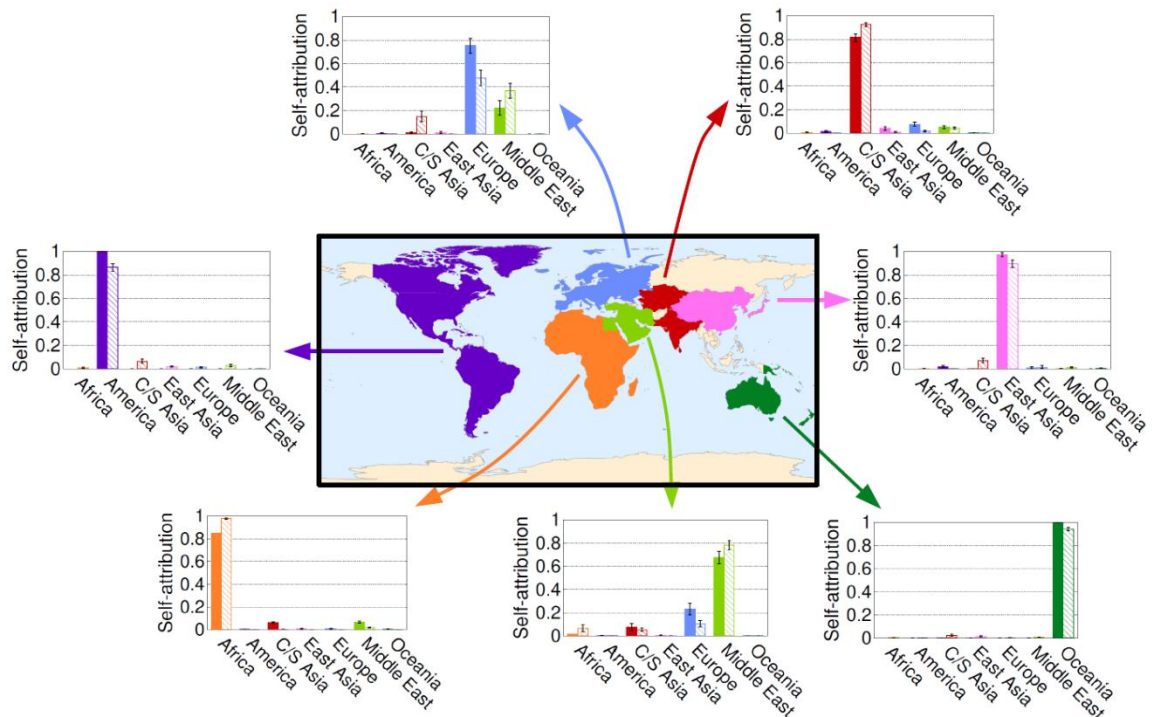 Self-attribution
1
0.8
0.6
0.4
0.2
0
Africa
America
C/S Asia
East Asia
Europe
Middle East
Oceania
Self-attribution
1
0.8
0.6
0.4
0.2
0
Africa
America
C/S Asia
East Asia
Europe
Middle East
Oceania
Self-attribution
1
0.8
0.6
0.4
0.2
0
Africa
America
C/S Asia
East Asia
Europe
Middle East
Oceania
Self-attribution
1
0.8
0.6
0.4
0.2
0
Africa
America
C/S Asia
East Asia
Europe
Middle East
Oceania
Self-attribution
1
0.8
0.6
0.4
0.2
0
Africa
America
C/S Asia
East Asia
Europe
Middle East
Oceania
Self-attribution
1
0.8
0.6
0.4
0.2
0
Africa
America
C/S Asia
East Asia
Europe
Middle East
Oceania
Self-attribution
1
0.8
0.6
0.4
0.2
0
Africa
America
C/S Asia
East Asia
Europe
Middle East
Oceania